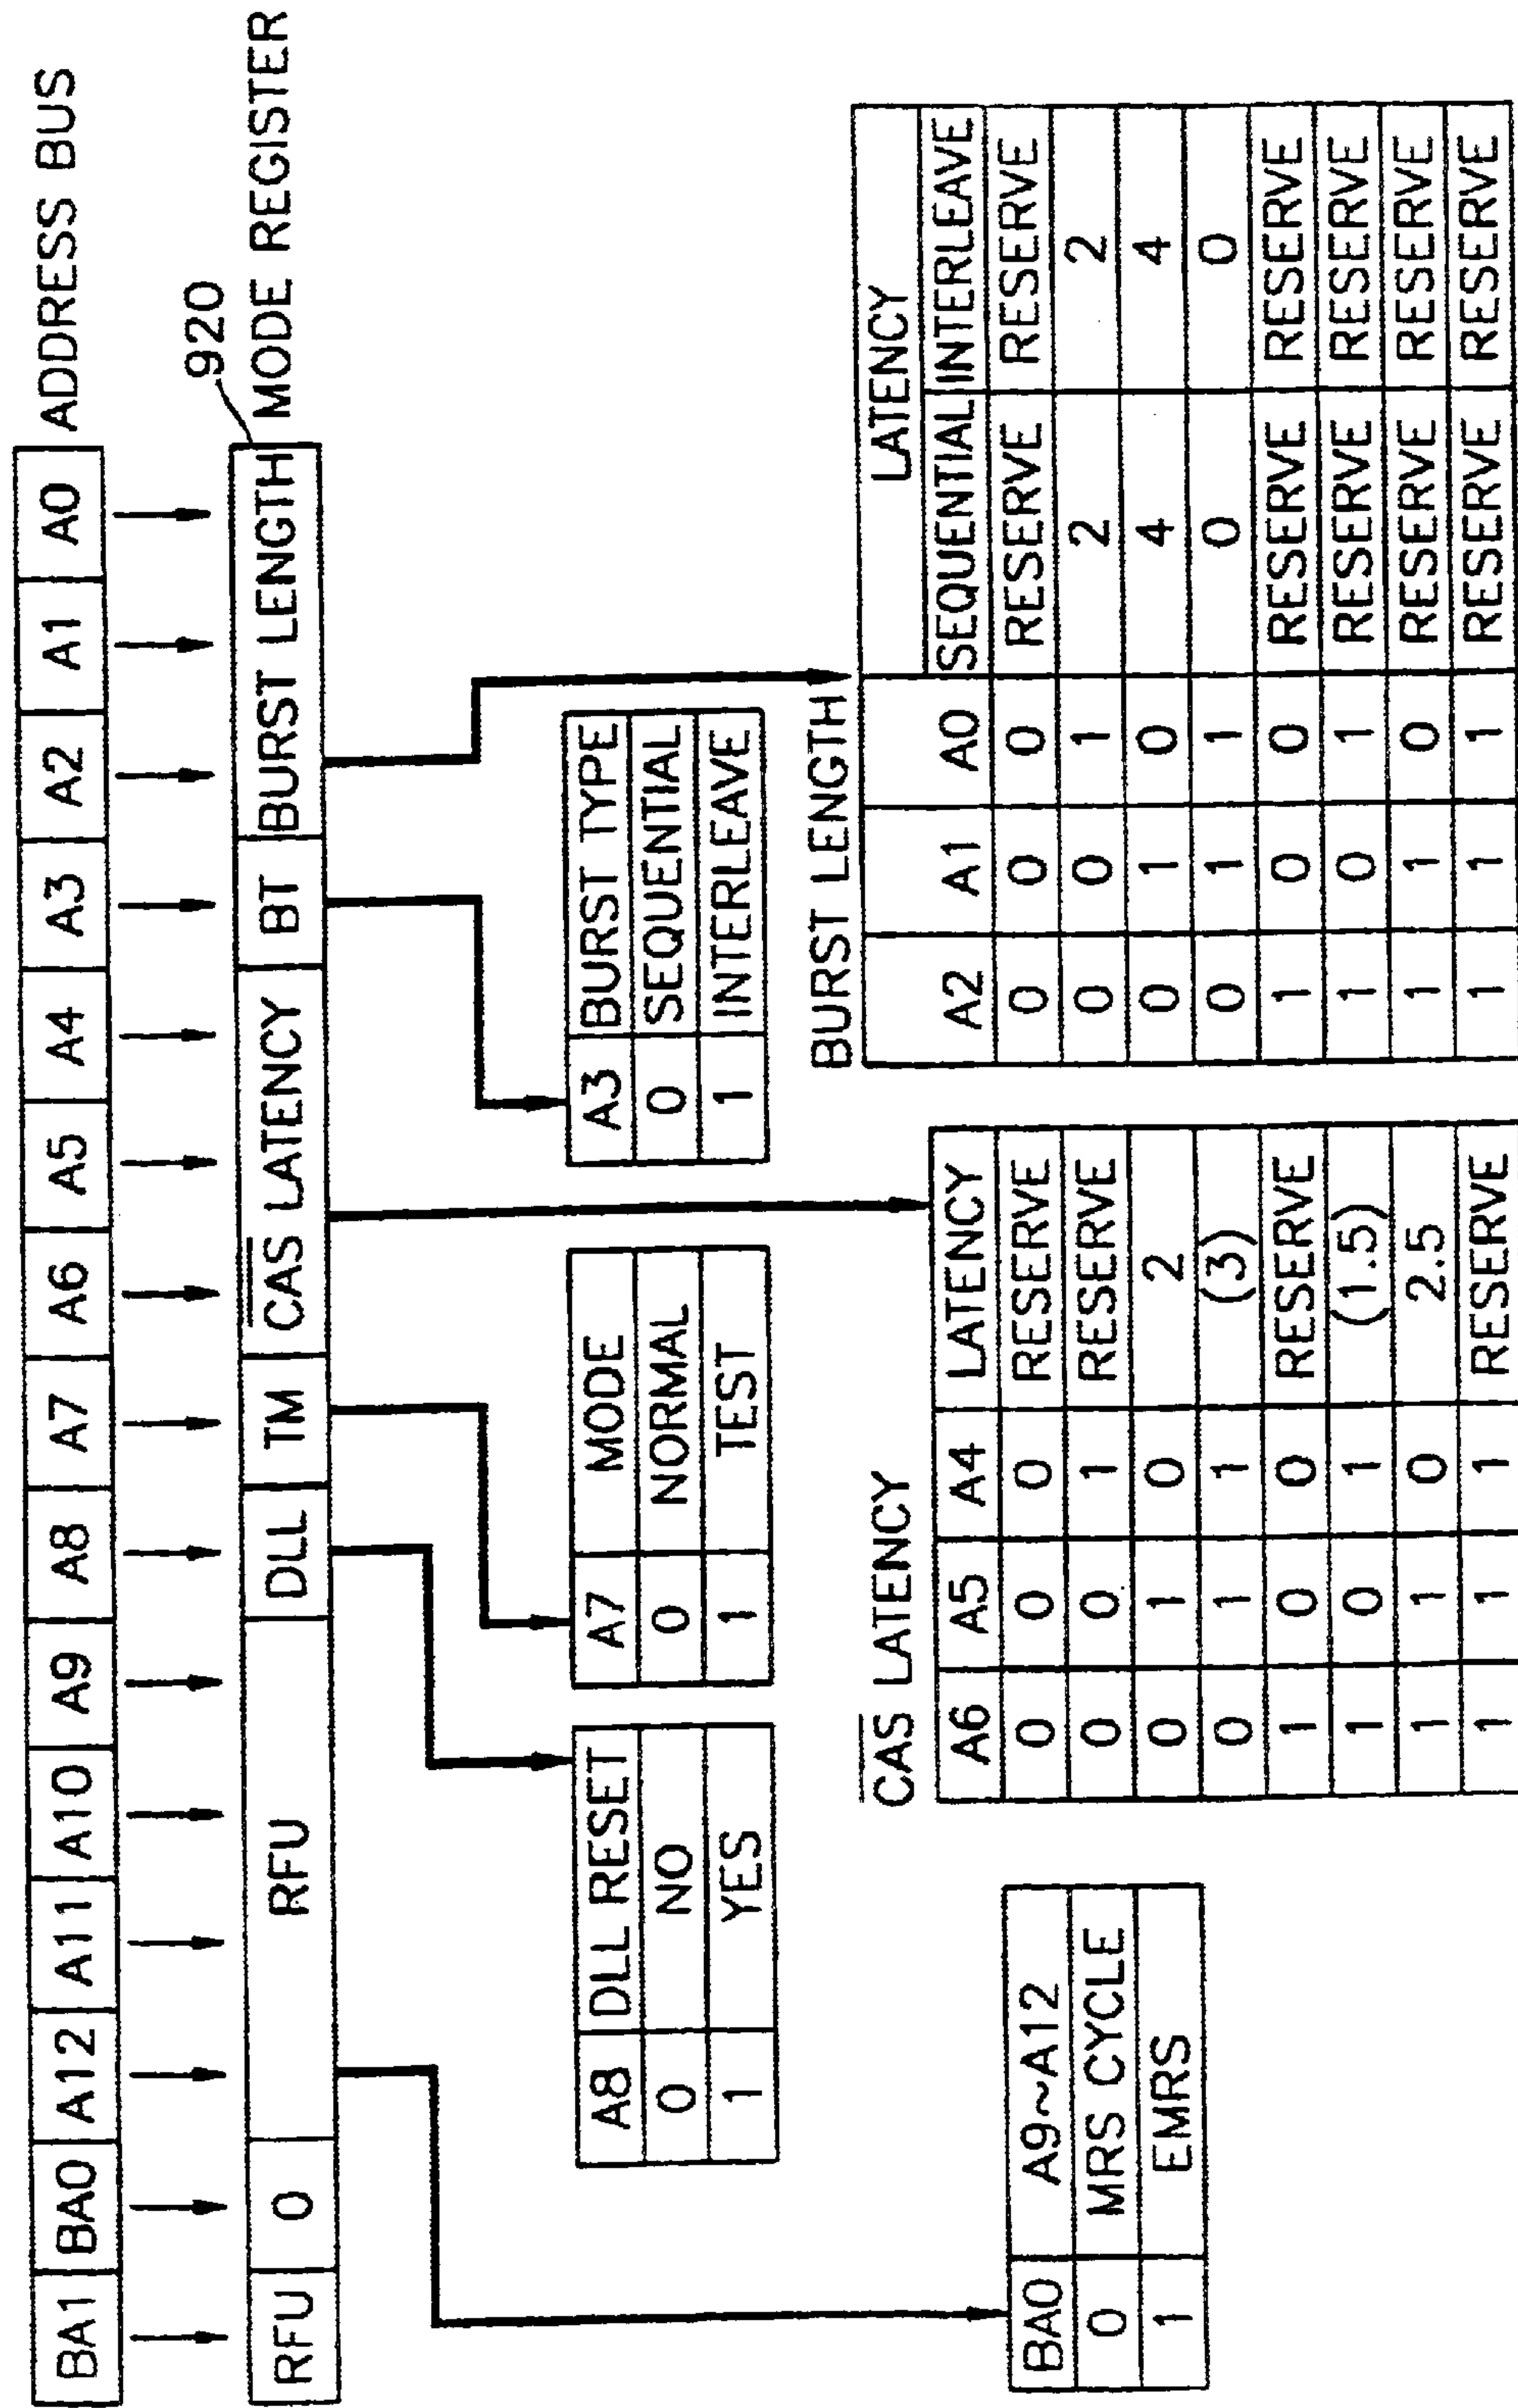 BA1 BA0 A12 A11 A10 A9 A8 A7 A6 A5 A4 A3 A2 A1 A0 ADDRESS BUS
920
RFU 0 RFU DLL TM CAS LATENCY BT BURST LENGTH MODE REGISTER
A8 DLL RESET
0 NO
1 YES
A7 MODE
0 NORMAL
1 TEST
A3 BURST TYPE
0 SEQUENTIAL
1 INTERLEAVE
BA0 A9~A12
0 MRS CYCLE
1 EMRS
CAS LATENCY
A6 A5 A4 LATENCY
0 0 0 RESERVE
0 0 1 RESERVE
0 1 0 2
0 1 1 (3)
1 0 0 RESERVE
1 0 1 (1.5)
1 1 0 2.5
1 1 1 RESERVE
BURST LENGTH
LATENCY
A2 A1 A0 SEQUENTIAL INTERLEAVE
0 0 0 RESERVE RESERVE
0 0 1 2 2
0 1 0 4 4
0 1 1 0 0
1 0 0 RESERVE RESERVE
1 0 1 RESERVE RESERVE
1 1 0 RESERVE RESERVE
1 1 1 RESERVE RESERVE